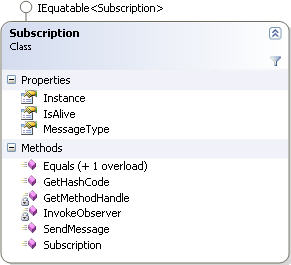 IEquatable<Subscription>
Subscription
Class
Properties
Instance
IsAlive
MessageType
Methods
Equals (+ 1 overload)
GetHashCode
GetMethodHandle
InvokeObserver
SendMessage
Subscription